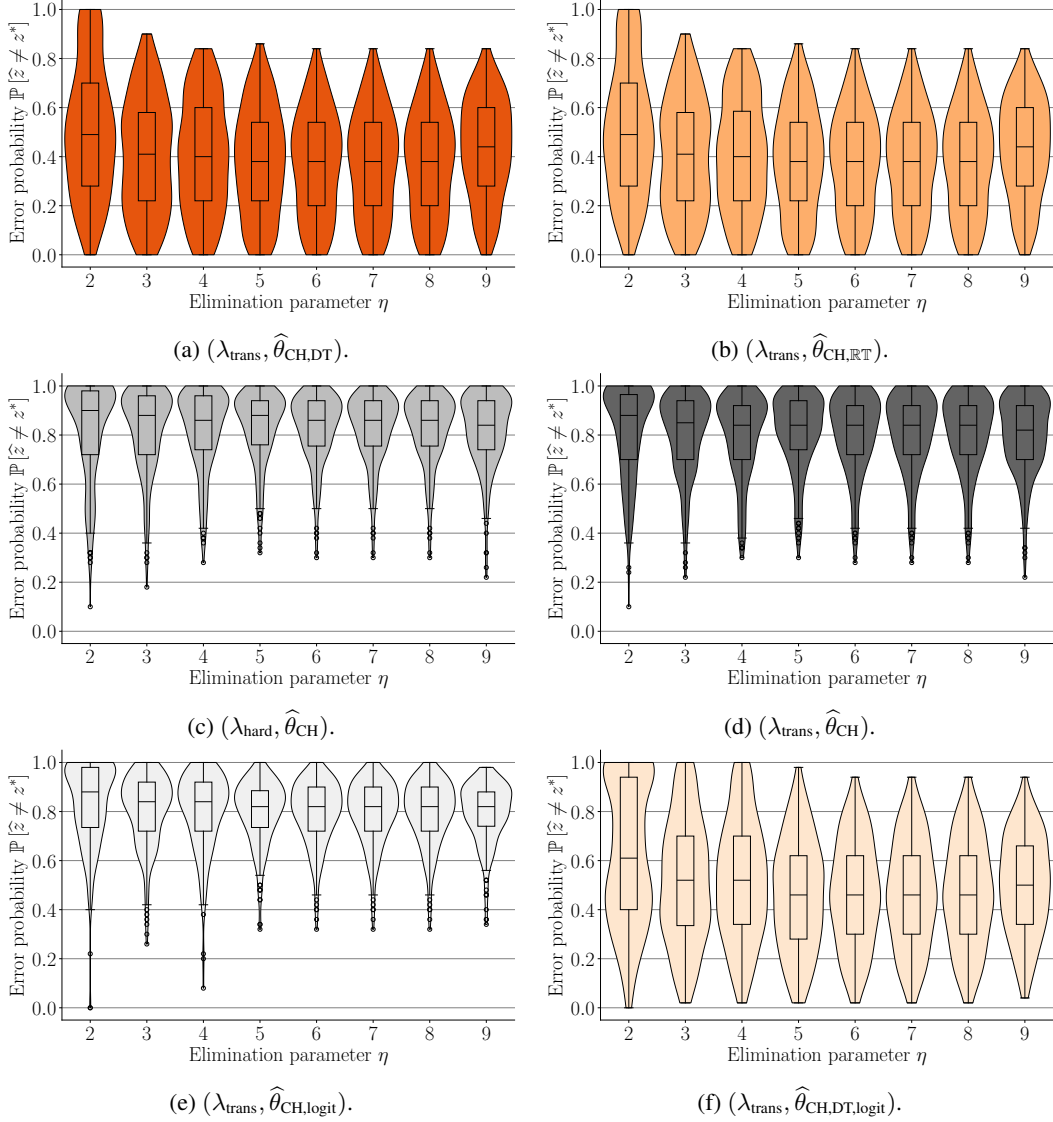 Error probability ℙ[ẑ ≠ z*]
1.0
0.8
0.6
0.4
0.2
0.0
2 3 4 5 6 7 8 9
Elimination parameter η
(a) (λ_trans, θ̂_CH,DT).
Error probability ℙ[ẑ ≠ z*]
1.0
0.8
0.6
0.4
0.2
0.0
2 3 4 5 6 7 8 9
Elimination parameter η
(b) (λ_trans, θ̂_CH,ℝ𝕋).
Error probability ℙ[ẑ ≠ z*]
1.0
0.8
0.6
0.4
0.2
0.0
2 3 4 5 6 7 8 9
Elimination parameter η
(c) (λ_hard, θ̂_CH).
Error probability ℙ[ẑ ≠ z*]
1.0
0.8
0.6
0.4
0.2
0.0
2 3 4 5 6 7 8 9
Elimination parameter η
(d) (λ_trans, θ̂_CH).
Error probability ℙ[ẑ ≠ z*]
1.0
0.8
0.6
0.4
0.2
0.0
2 3 4 5 6 7 8 9
Elimination parameter η
(e) (λ_trans, θ̂_CH,logit).
Error probability ℙ[ẑ ≠ z*]
1.0
0.8
0.6
0.4
0.2
0.0
2 3 4 5 6 7 8 9
Elimination parameter η
(f) (λ_trans, θ̂_CH,DT,logit).